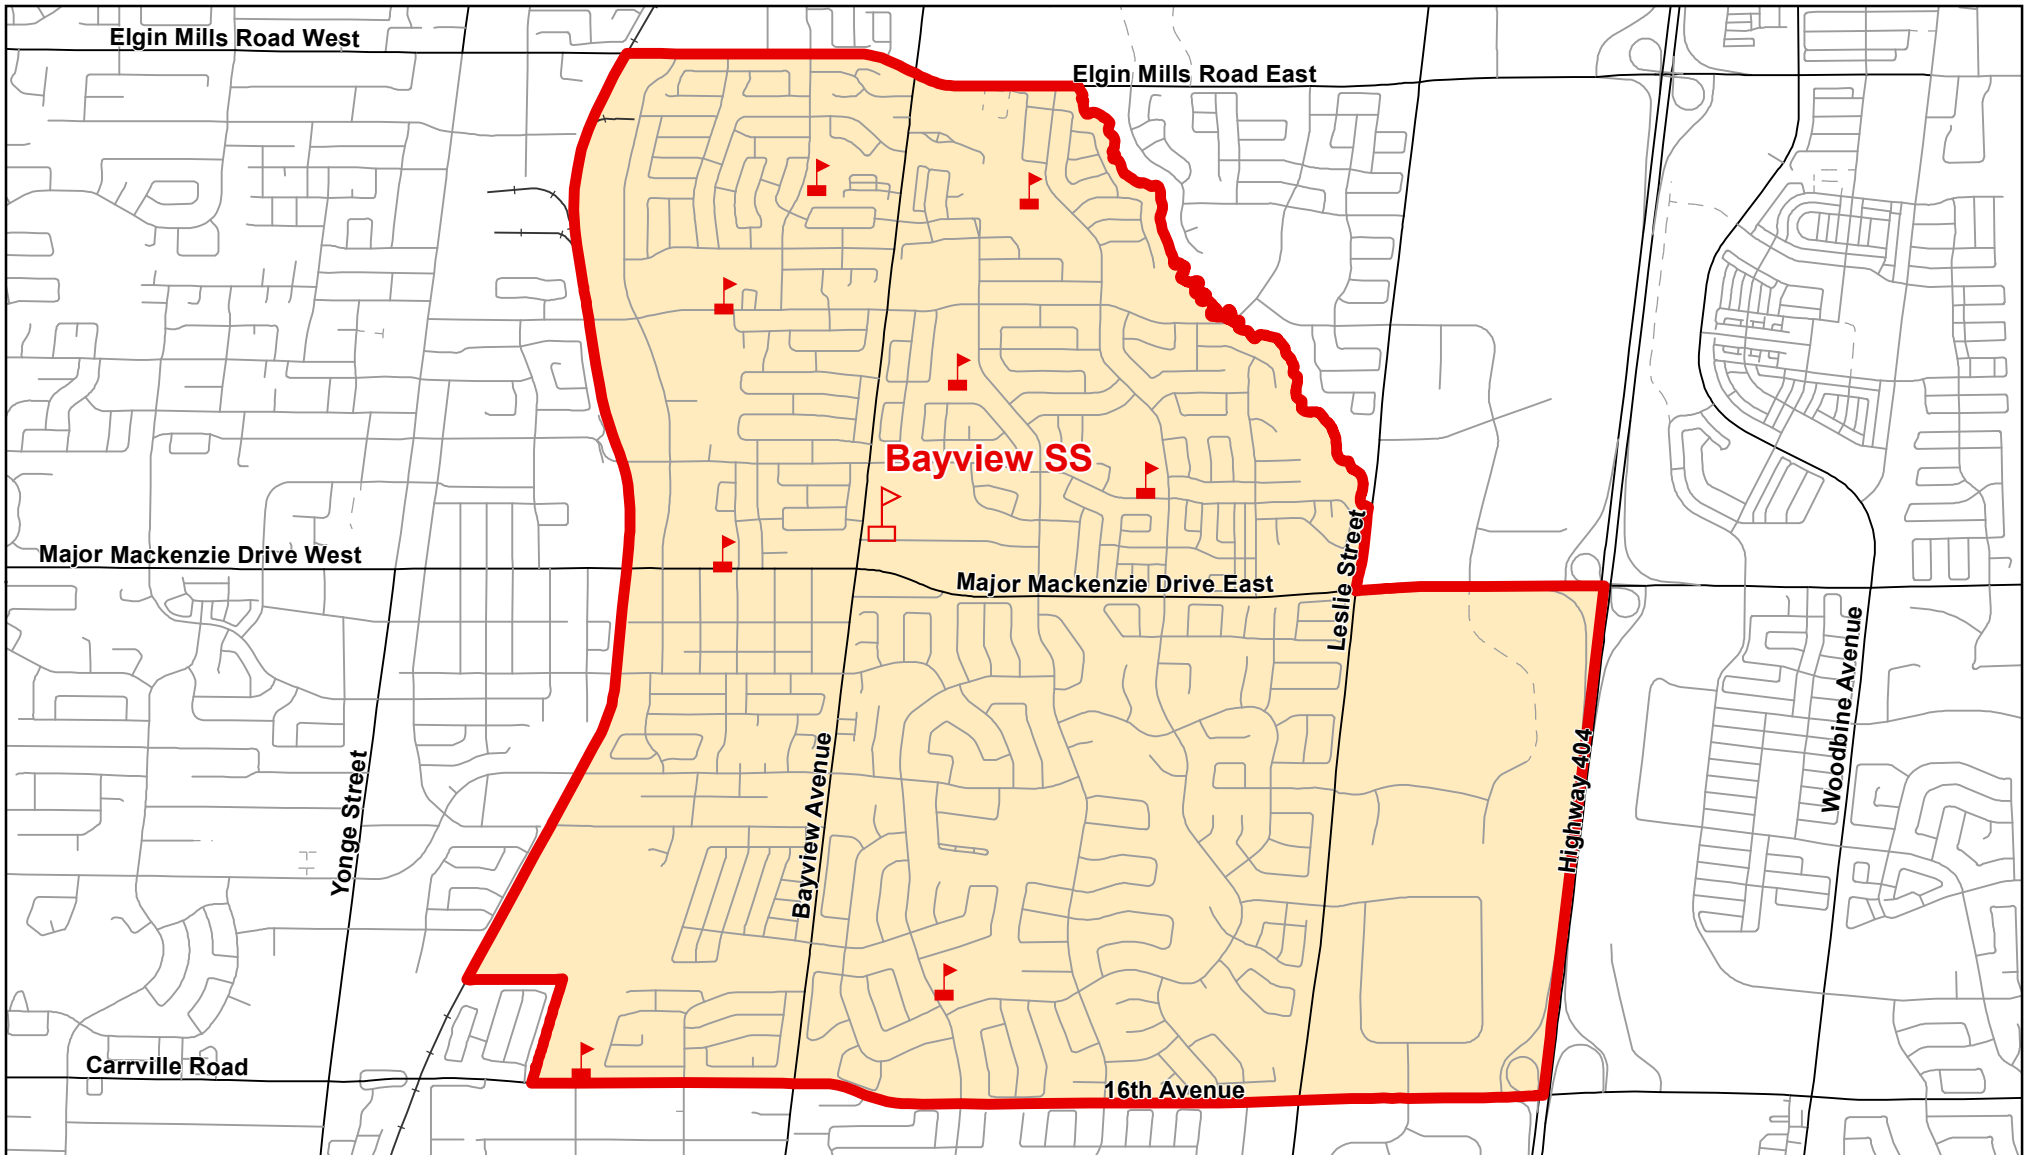 Elgin Mills Road West
Elgin Mills Road East
Bayview SS
Major Mackenzie Drive West
Major Mackenzie Drive East
Leslie Street
Woodbine Avenue
Yonge Street
Bayview Avenue
Highway 404
Carrville Road
16th Avenue